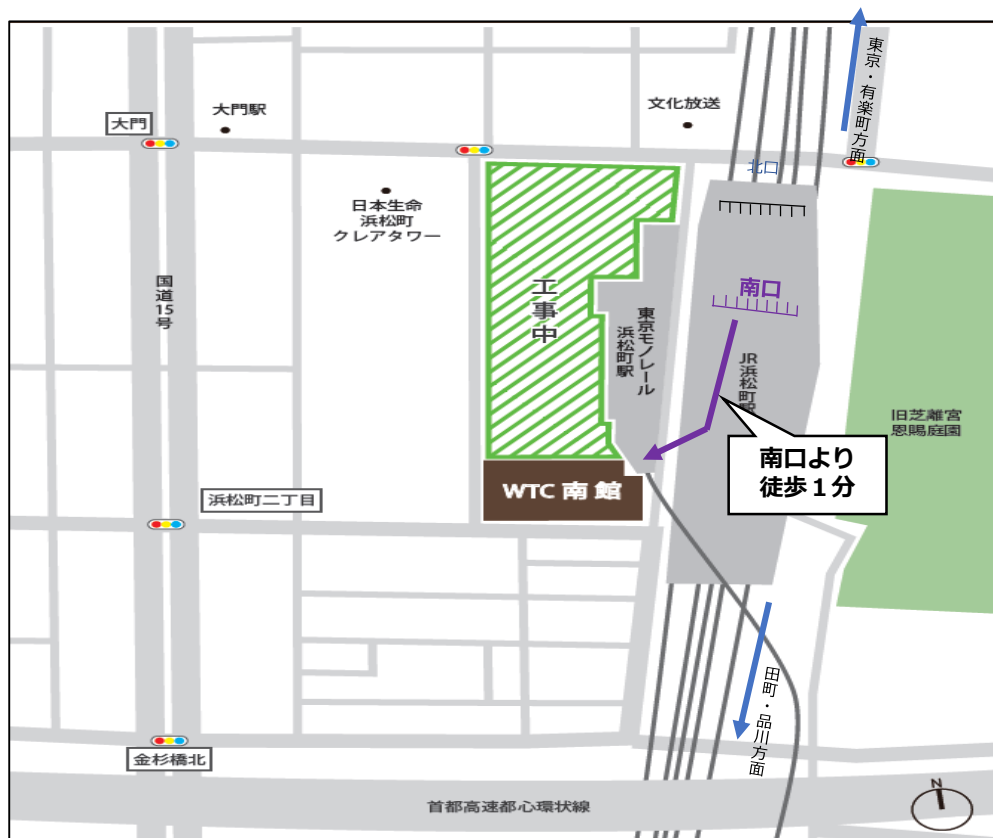 東京・有楽町方面
文化放送
大門駅
大門
北口
日本生命
浜松町
クレアタワー
国道15号
工事中
南口
東京モノレール
浜松町駅
JR浜松町駅
旧芝離宮
恩賜庭園
南口より
徒歩１分
WTC 南館
浜松町二丁目
田町・品川方面
金杉橋北
首都高速都心環状線
N